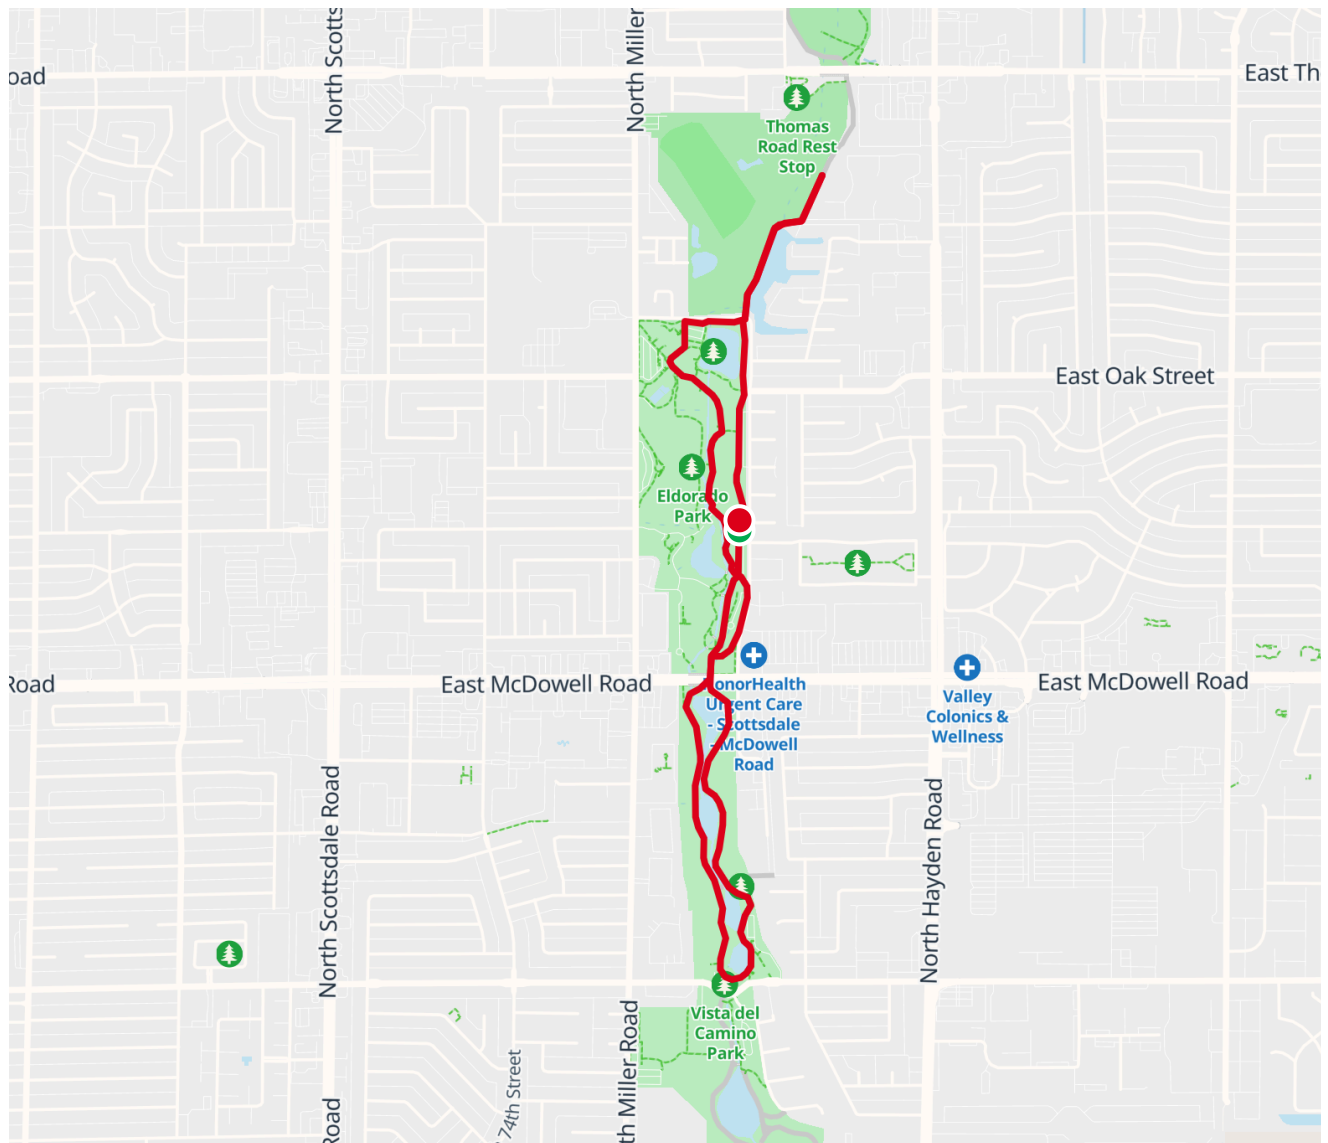 North Scotts
North Miller
oad
East Th
Thomas
Road Rest
Stop
East Oak Street
Eldorado
Park
Road
East McDowell Road
onorHealth
Urgent Care
- Scottsdale
- McDowell
Road
Valley
Colonics &
Wellness
East McDowell Road
North Scottsdale Road
North Hayden Road
Vista del
Camino
Park
th Miller Road
74th Street
Road